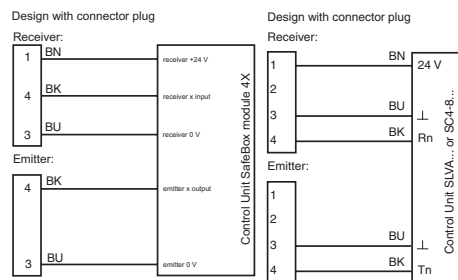 Design with connector plug
Receiver:
1 BN receiver +24 V
4 BK receiver x input
3 BU receiver 0 V
Emitter:
4 BK emitter x output
3 BU emitter 0 V
Control Unit SafeBox module 4X
Design with connector plug
Receiver:
1 BN 24 V
2
3 BU ⊥
4 BK Rn
Emitter:
1
2
3 BU ⊥
4 BK Tn
Control Unit SLVA... or SC4-8...